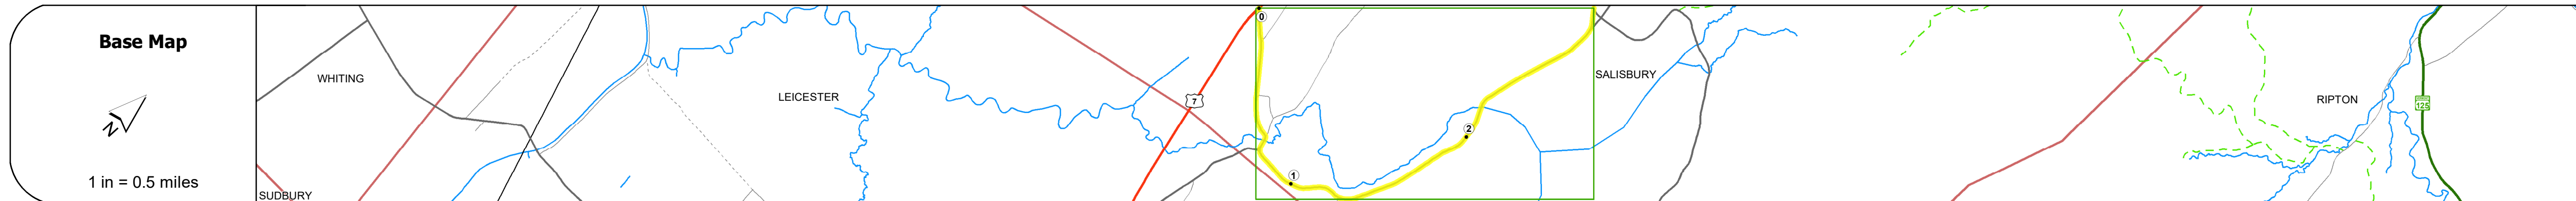 Base Map
N
1 in = 0.5 miles
WHITING
SUDBURY
LEICESTER
7
0
1
2
SALISBURY
RIPTON
125